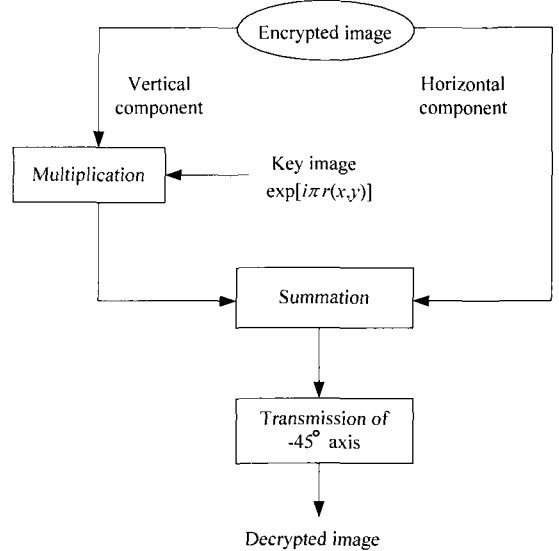 Encrypted image
Vertical
component
Horizontal
component
Multiplication
Key image
exp[iπr(x,y)]
Summation
Transmission of
-45° axis
Decrypted image